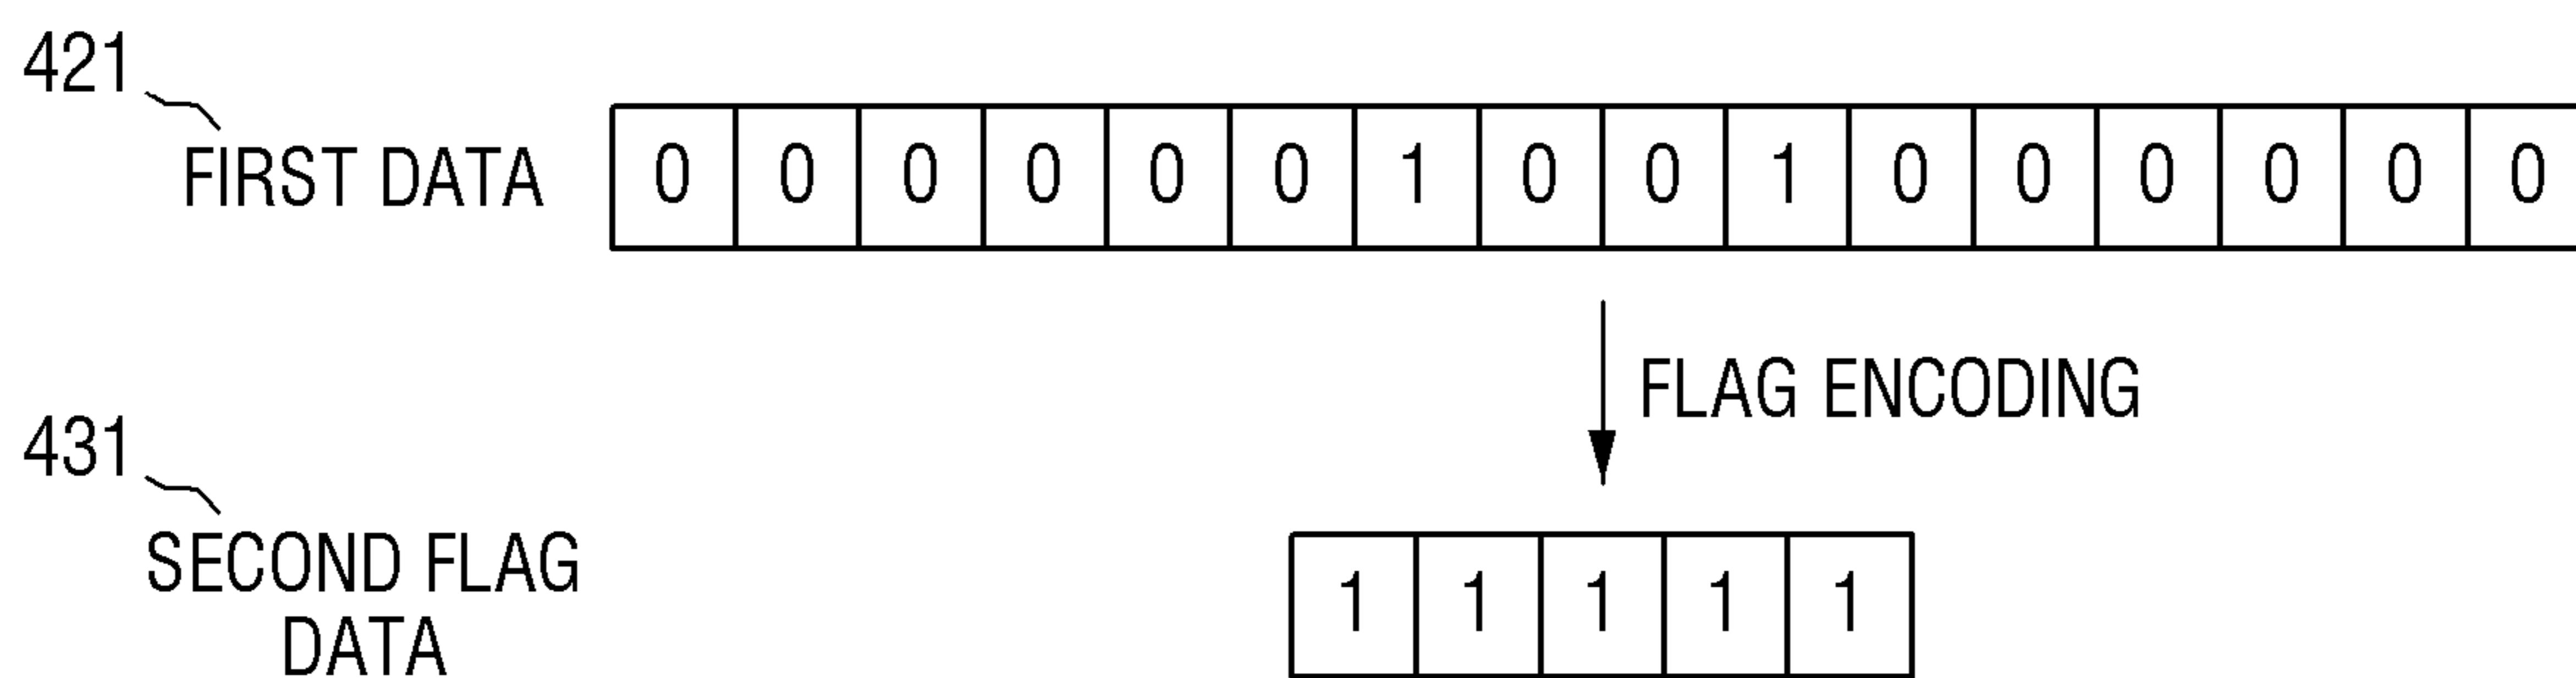 421
FIRST DATA 0 0 0 0 0 0 1 0 0 1 0 0 0 0 0 0
FLAG ENCODING
431
SECOND FLAG
DATA
1 1 1 1 1